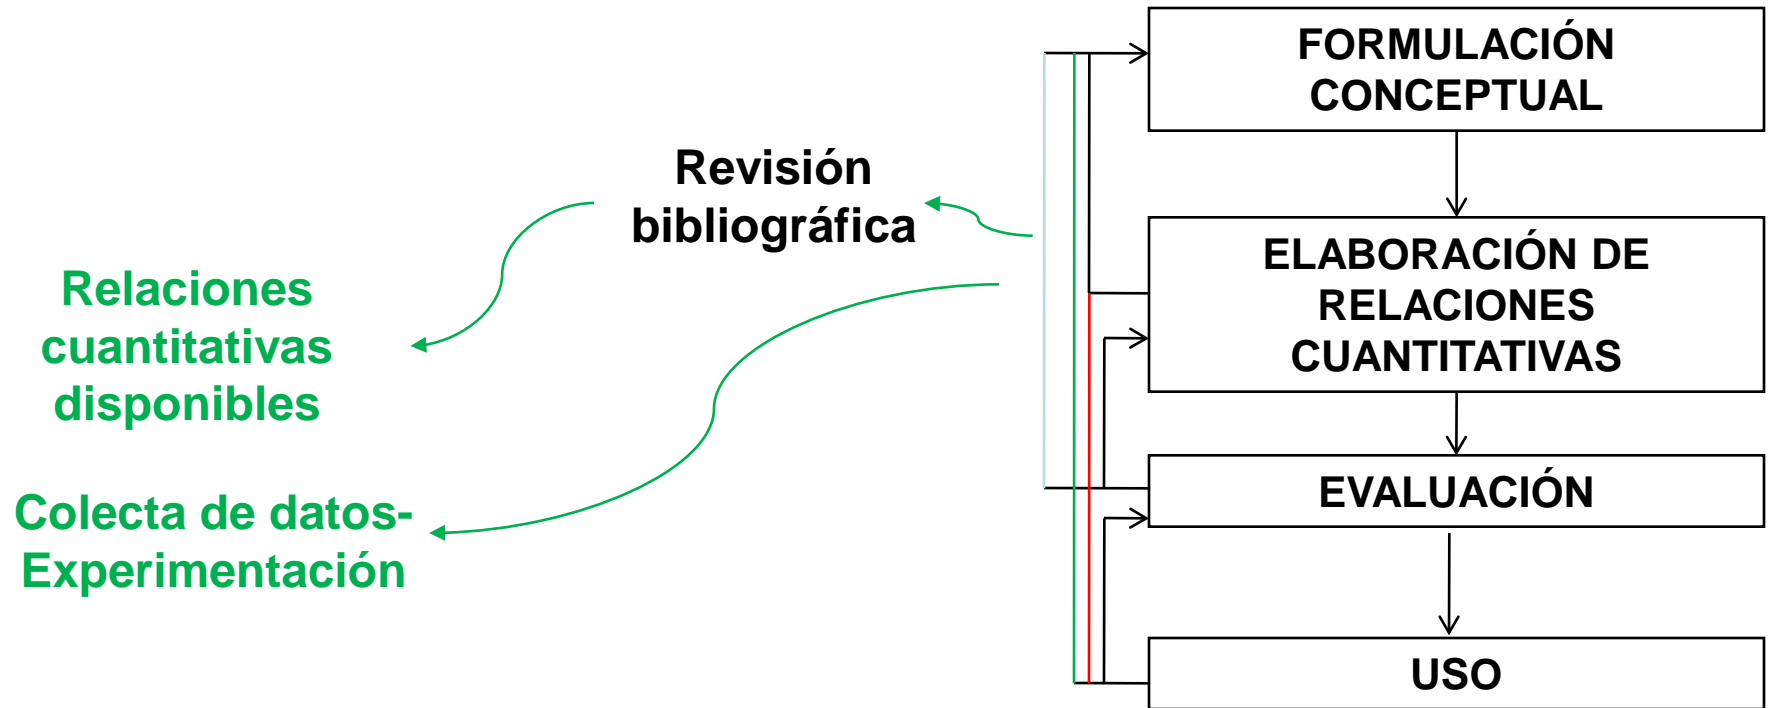 FORMULACIÓN
CONCEPTUAL
Revisión
bibliográfica
ELABORACIÓN DE
RELACIONES
CUANTITATIVAS
Relaciones
cuantitativas
disponibles
EVALUACIÓN
Colecta de datos-
Experimentación
USO